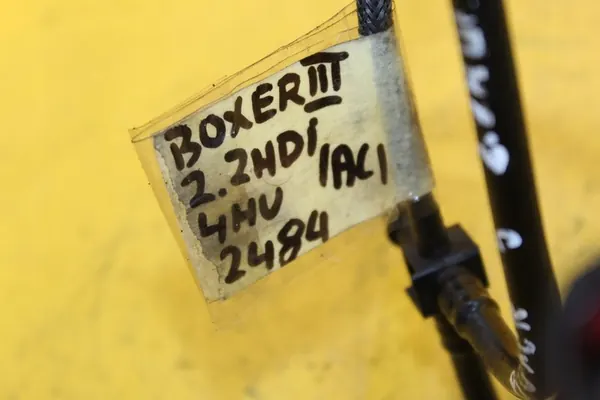 BOXER III
2.2HDi
4HU /AC/
2484